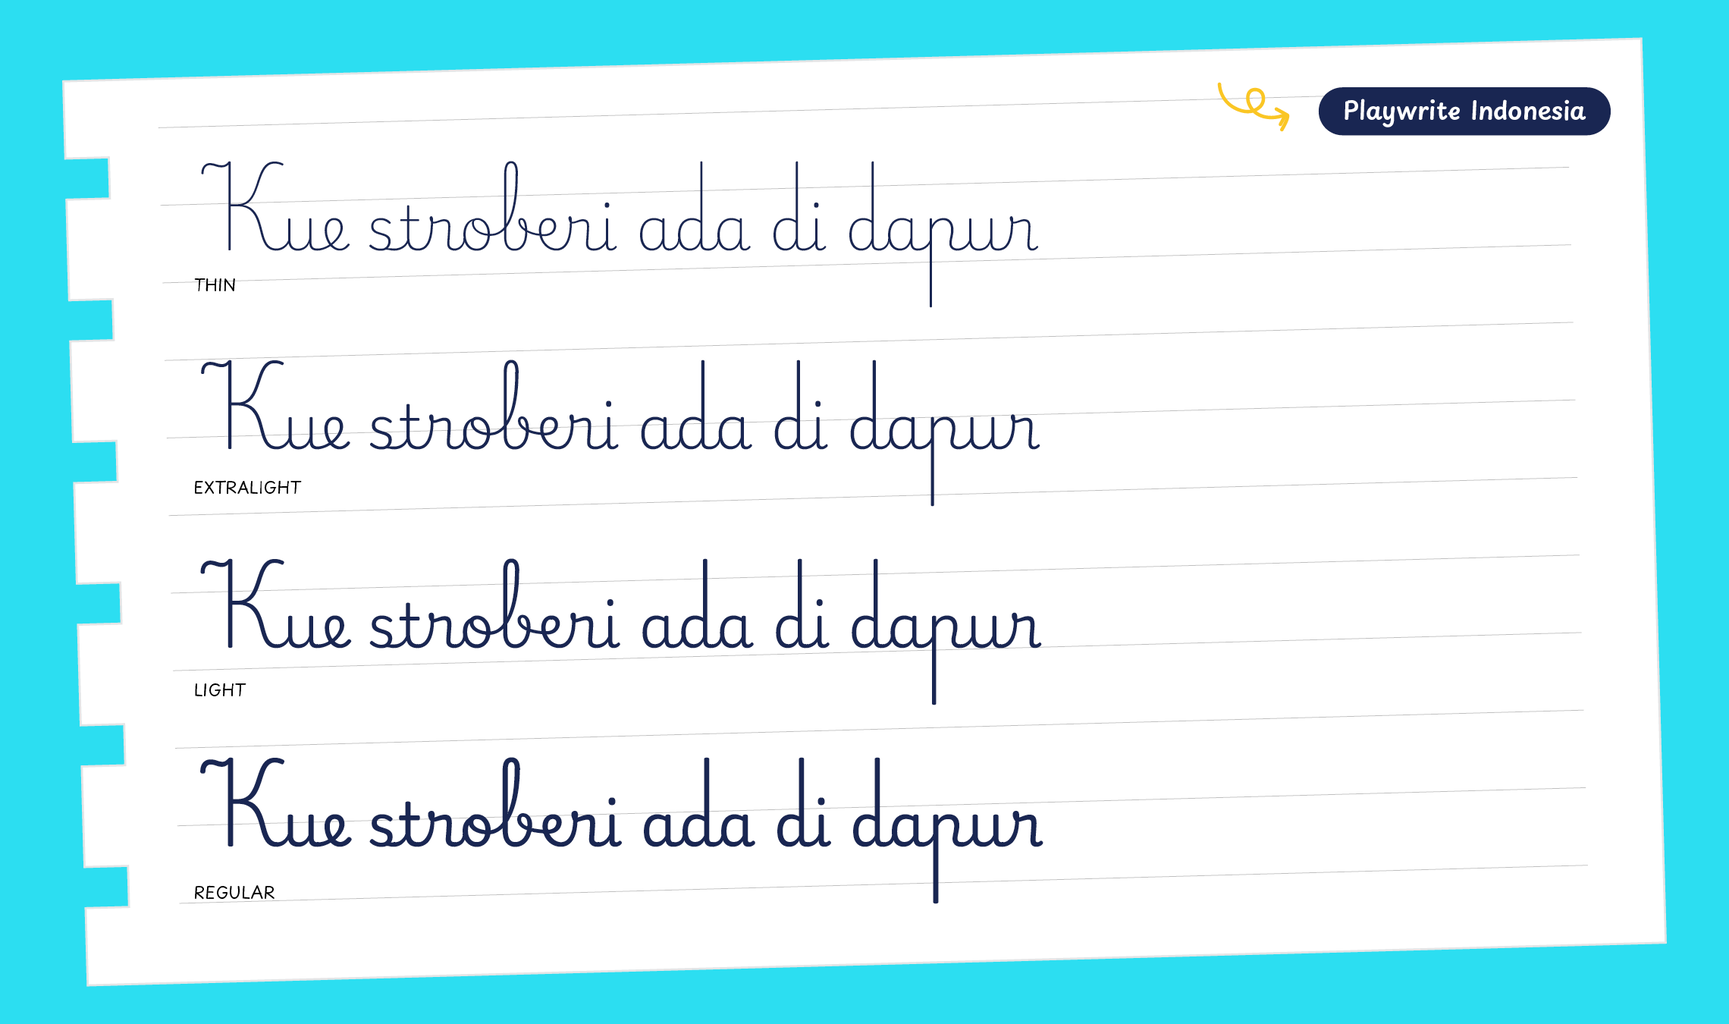 Playwrite Indonesia
Kue stroberi ada di dapur
THIN
Kue stroberi ada di dapur
EXTRALIGHT
Kue stroberi ada di dapur
LIGHT
Kue stroberi ada di dapur
REGULAR